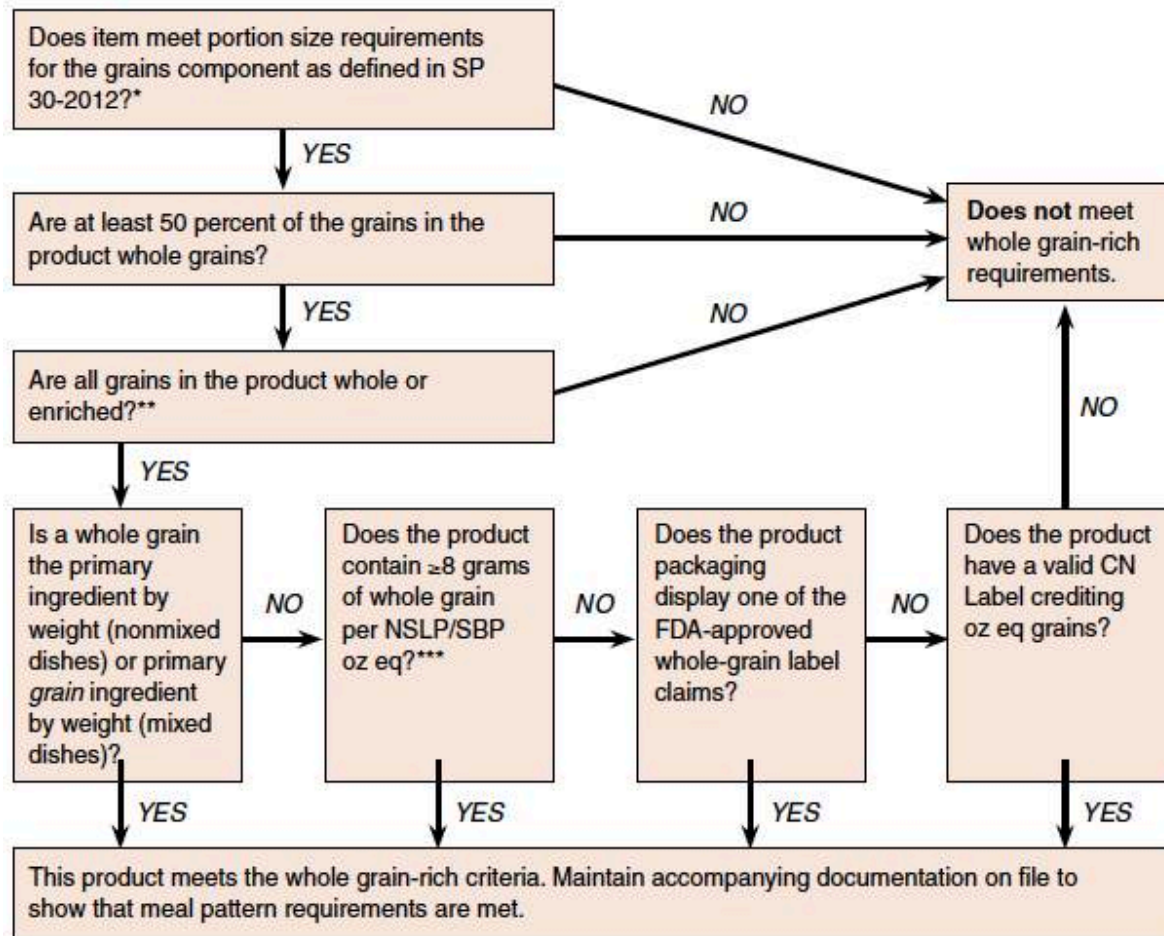 Does item meet portion size requirements
for the grains component as defined in SP
30-2012?*
NO
YES
Are at least 50 percent of the grains in the
product whole grains?
NO
Does not meet
whole grain-rich
requirements.
YES
NO
Are all grains in the product whole or
enriched?**
NO
YES
Is a whole grain
the primary
ingredient by
weight (nonmixed
dishes) or primary
grain ingredient
by weight (mixed
dishes)?
NO
Does the product
contain ≥8 grams
of whole grain
per NSLP/SBP
oz eq?***
NO
Does the product
packaging
display one of the
FDA-approved
whole-grain label
claims?
NO
Does the product
have a valid CN
Label crediting
oz eq grains?
YES
YES
YES
YES
This product meets the whole grain-rich criteria. Maintain accompanying documentation on file to
show that meal pattern requirements are met.